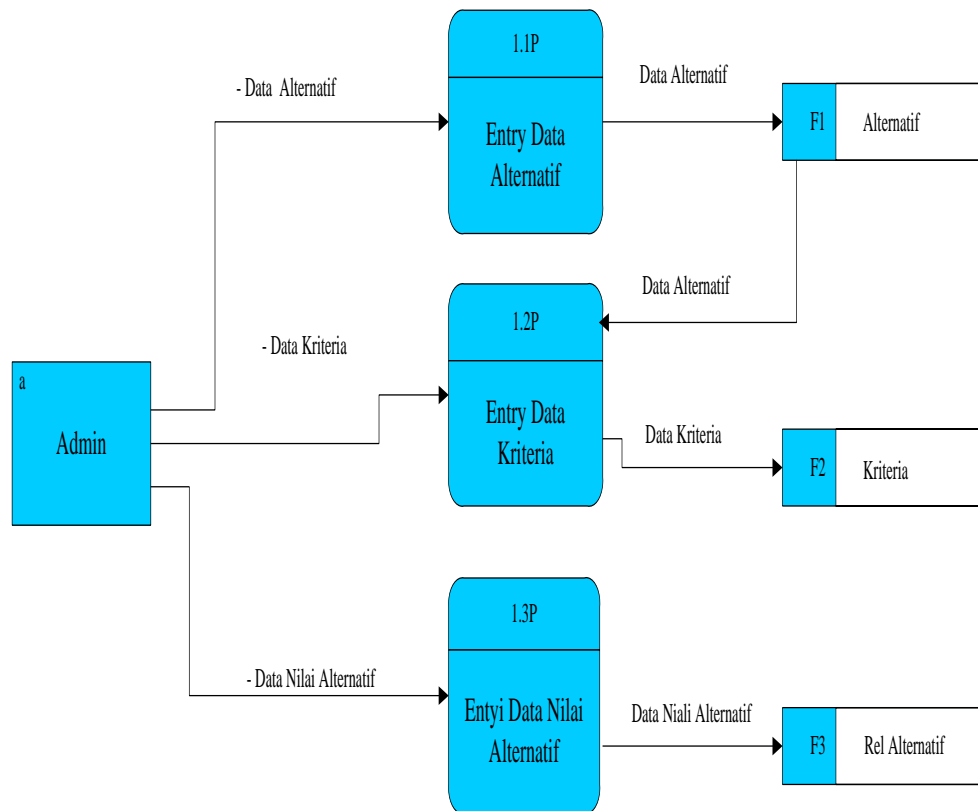 1.1P
Data Alternatif
- Data Alternatif
F1
Alternatif
Entry Data
Alternatif
Data Alternatif
1.2P
- Data Kriteria
a
Admin
Entry Data
Kriteria
Data Kriteria
F2
Kriteria
1.3P
- Data Nilai Alternatif
Entyi Data Nilai
Alternatif
Data Niali Alternatif
F3
Rel Alternatif